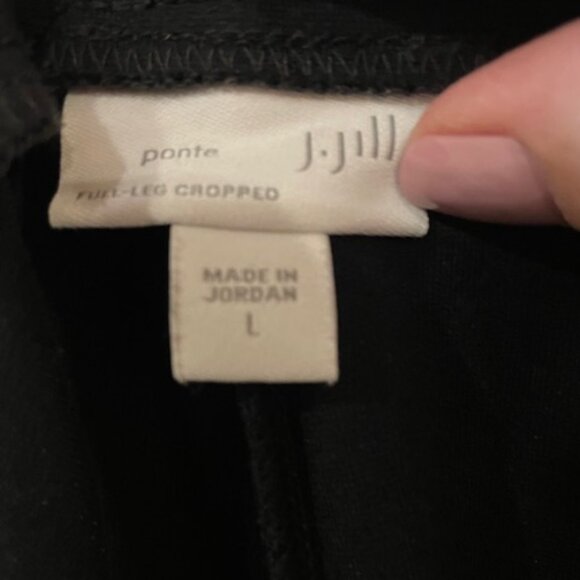 ponte
J.Jill
FULL-LEG CROPPED
MADE IN
JORDAN
L